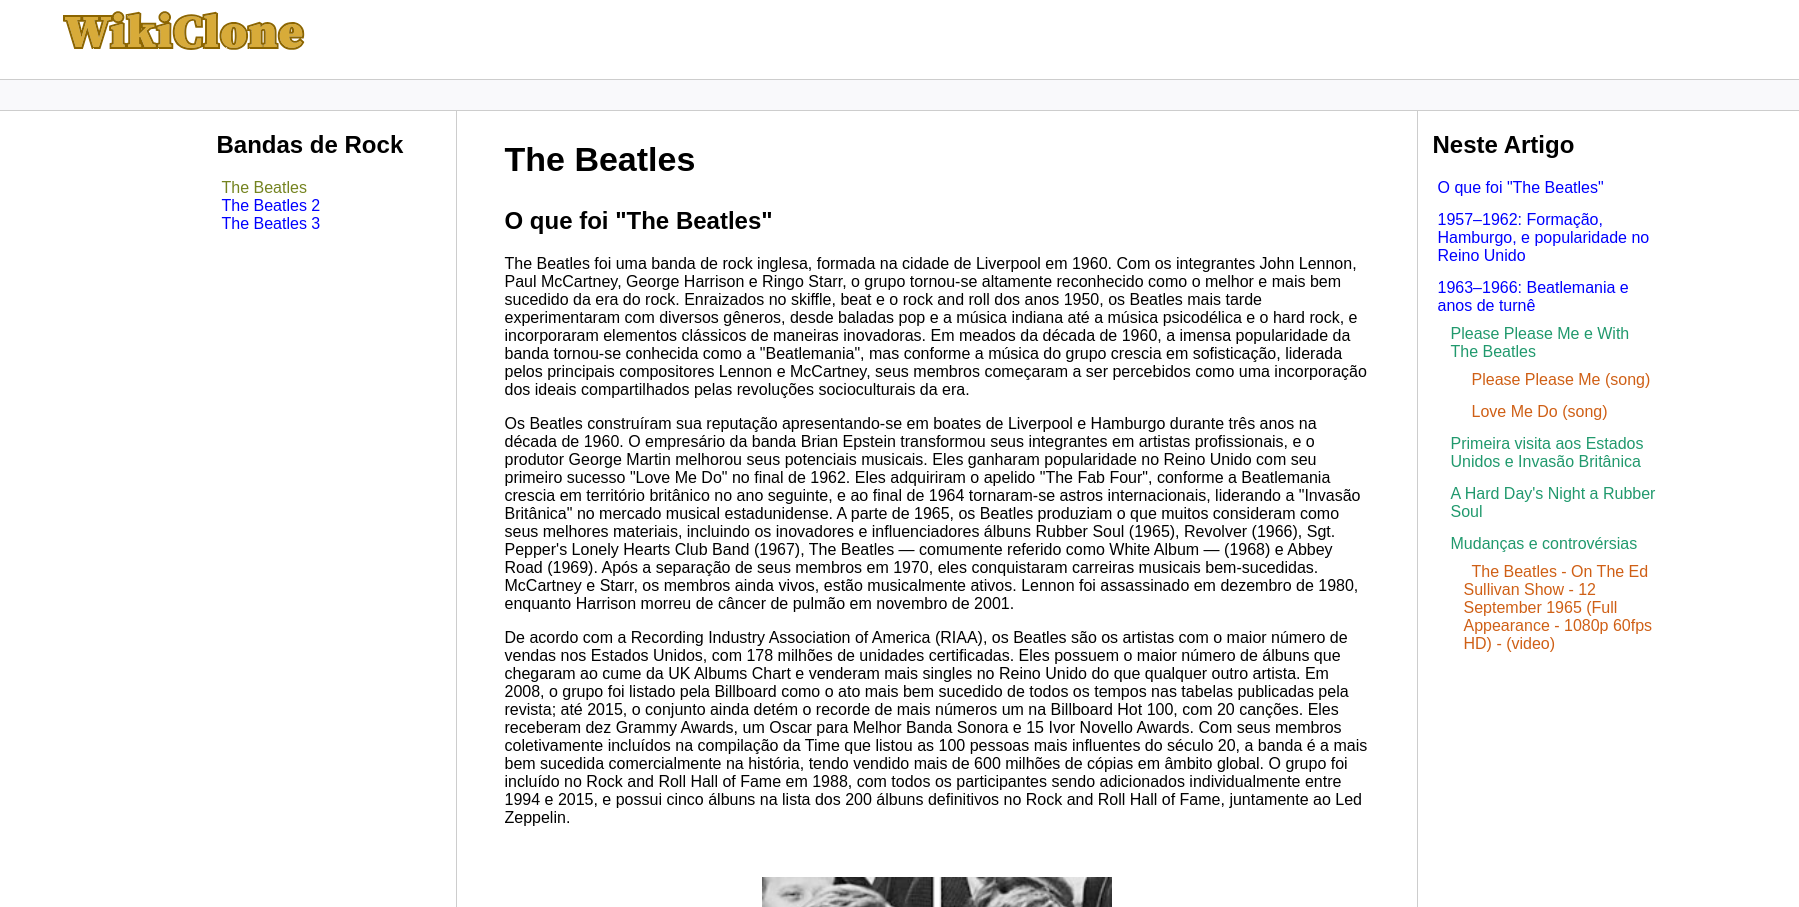 WikiClone
Bandas de Rock
The Beatles
The Beatles 2
The Beatles 3
The Beatles
O que foi "The Beatles"
The Beatles foi uma banda de rock inglesa, formada na cidade de Liverpool em 1960. Com os integrantes John Lennon,
Paul McCartney, George Harrison e Ringo Starr, o grupo tornou-se altamente reconhecido como o melhor e mais bem
sucedido da era do rock. Enraizados no skiffle, beat e o rock and roll dos anos 1950, os Beatles mais tarde
experimentaram com diversos gêneros, desde baladas pop e a música indiana até a música psicodélica e o hard rock, e
incorporaram elementos clássicos de maneiras inovadoras. Em meados da década de 1960, a imensa popularidade da
banda tornou-se conhecida como a "Beatlemania", mas conforme a música do grupo crescia em sofisticação, liderada
pelos principais compositores Lennon e McCartney, seus membros começaram a ser percebidos como uma incorporação
dos ideais compartilhados pelas revoluções socioculturais da era.
Os Beatles construíram sua reputação apresentando-se em boates de Liverpool e Hamburgo durante três anos na
década de 1960. O empresário da banda Brian Epstein transformou seus integrantes em artistas profissionais, e o
produtor George Martin melhorou seus potenciais musicais. Eles ganharam popularidade no Reino Unido com seu
primeiro sucesso "Love Me Do" no final de 1962. Eles adquiriram o apelido "The Fab Four", conforme a Beatlemania
crescia em território britânico no ano seguinte, e ao final de 1964 tornaram-se astros internacionais, liderando a "Invasão
Britânica" no mercado musical estadunidense. A parte de 1965, os Beatles produziam o que muitos consideram como
seus melhores materiais, incluindo os inovadores e influenciadores álbuns Rubber Soul (1965), Revolver (1966), Sgt.
Pepper's Lonely Hearts Club Band (1967), The Beatles — comumente referido como White Album — (1968) e Abbey
Road (1969). Após a separação de seus membros em 1970, eles conquistaram carreiras musicais bem-sucedidas.
McCartney e Starr, os membros ainda vivos, estão musicalmente ativos. Lennon foi assassinado em dezembro de 1980,
enquanto Harrison morreu de câncer de pulmão em novembro de 2001.
De acordo com a Recording Industry Association of America (RIAA), os Beatles são os artistas com o maior número de
vendas nos Estados Unidos, com 178 milhões de unidades certificadas. Eles possuem o maior número de álbuns que
chegaram ao cume da UK Albums Chart e venderam mais singles no Reino Unido do que qualquer outro artista. Em
2008, o grupo foi listado pela Billboard como o ato mais bem sucedido de todos os tempos nas tabelas publicadas pela
revista; até 2015, o conjunto ainda detém o recorde de mais números um na Billboard Hot 100, com 20 canções. Eles
receberam dez Grammy Awards, um Oscar para Melhor Banda Sonora e 15 Ivor Novello Awards. Com seus membros
coletivamente incluídos na compilação da Time que listou as 100 pessoas mais influentes do século 20, a banda é a mais
bem sucedida comercialmente na história, tendo vendido mais de 600 milhões de cópias em âmbito global. O grupo foi
incluído no Rock and Roll Hall of Fame em 1988, com todos os participantes sendo adicionados individualmente entre
1994 e 2015, e possui cinco álbuns na lista dos 200 álbuns definitivos no Rock and Roll Hall of Fame, juntamente ao Led
Zeppelin.
Neste Artigo
O que foi "The Beatles"
1957–1962: Formação,
Hamburgo, e popularidade no
Reino Unido
1963–1966: Beatlemania e
anos de turnê
Please Please Me e With
The Beatles
Please Please Me (song)
Love Me Do (song)
Primeira visita aos Estados
Unidos e Invasão Britânica
A Hard Day's Night a Rubber
Soul
Mudanças e controvérsias
The Beatles - On The Ed
Sullivan Show - 12
September 1965 (Full
Appearance - 1080p 60fps
HD) - (video)